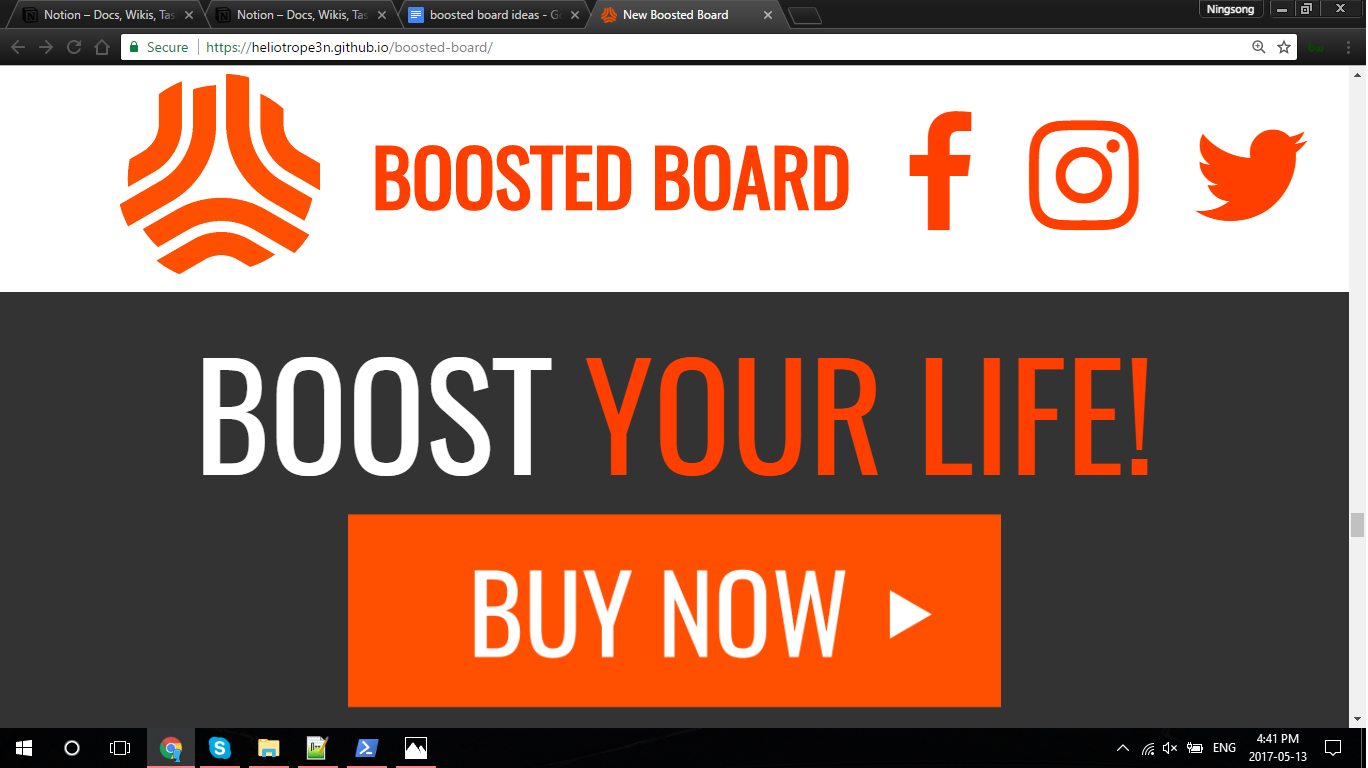 Notion – Docs, Wikis, Tas
Notion – Docs, Wikis, Tas
boosted board ideas - Go
New Boosted Board
Ningsong
Secure
https://heliotrope3n.github.io/boosted-board/
BOOSTED BOARD
BOOST YOUR LIFE!
BUY NOW
ENG
4:41 PM
2017-05-13